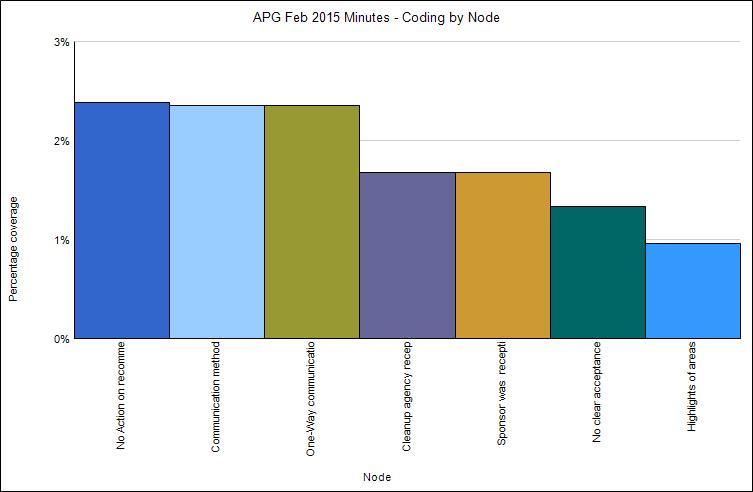 APG Feb 2015 Minutes - Coding by Node
Percentage coverage
3%
2%
1%
0%
No Action on recomme
Communication method
One-Way communicatio
Cleanup agency recep
Sponsor was  recepti
No clear acceptance
Highlights of areas
Node